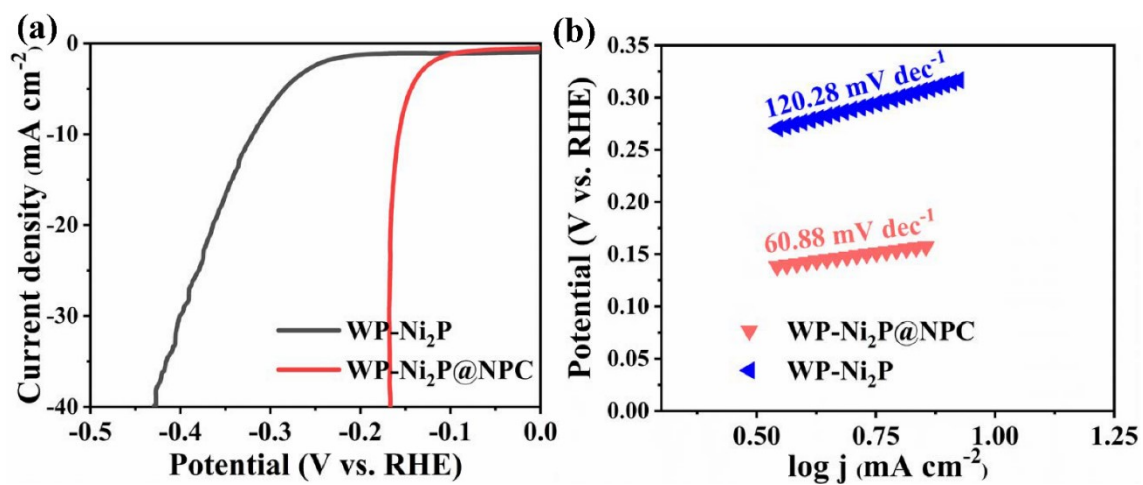 (a)
Current density (mA cm⁻²)
0
-10
-20
-30
-40
WP-Ni₂P
WP-Ni₂P@NPC
-0.5 -0.4 -0.3 -0.2 -0.1 0.0
Potential (V vs. RHE)
(b)
Potential (V vs. RHE)
0.35
0.30
0.25
0.20
0.15
0.10
0.05
0.00
120.28 mV dec⁻¹
60.88 mV dec⁻¹
WP-Ni₂P@NPC
WP-Ni₂P
0.50 0.75 1.00 1.25
log j (mA cm⁻²)